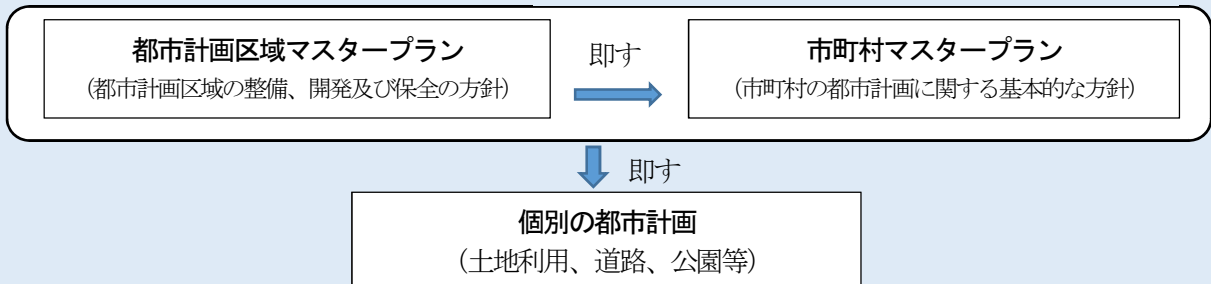 都市計画区域マスタープラン
(都市計画区域の整備、開発及び保全の方針)
即す
市町村マスタープラン
(市町村の都市計画に関する基本的な方針)
即す
個別の都市計画
(土地利用、道路、公園等)